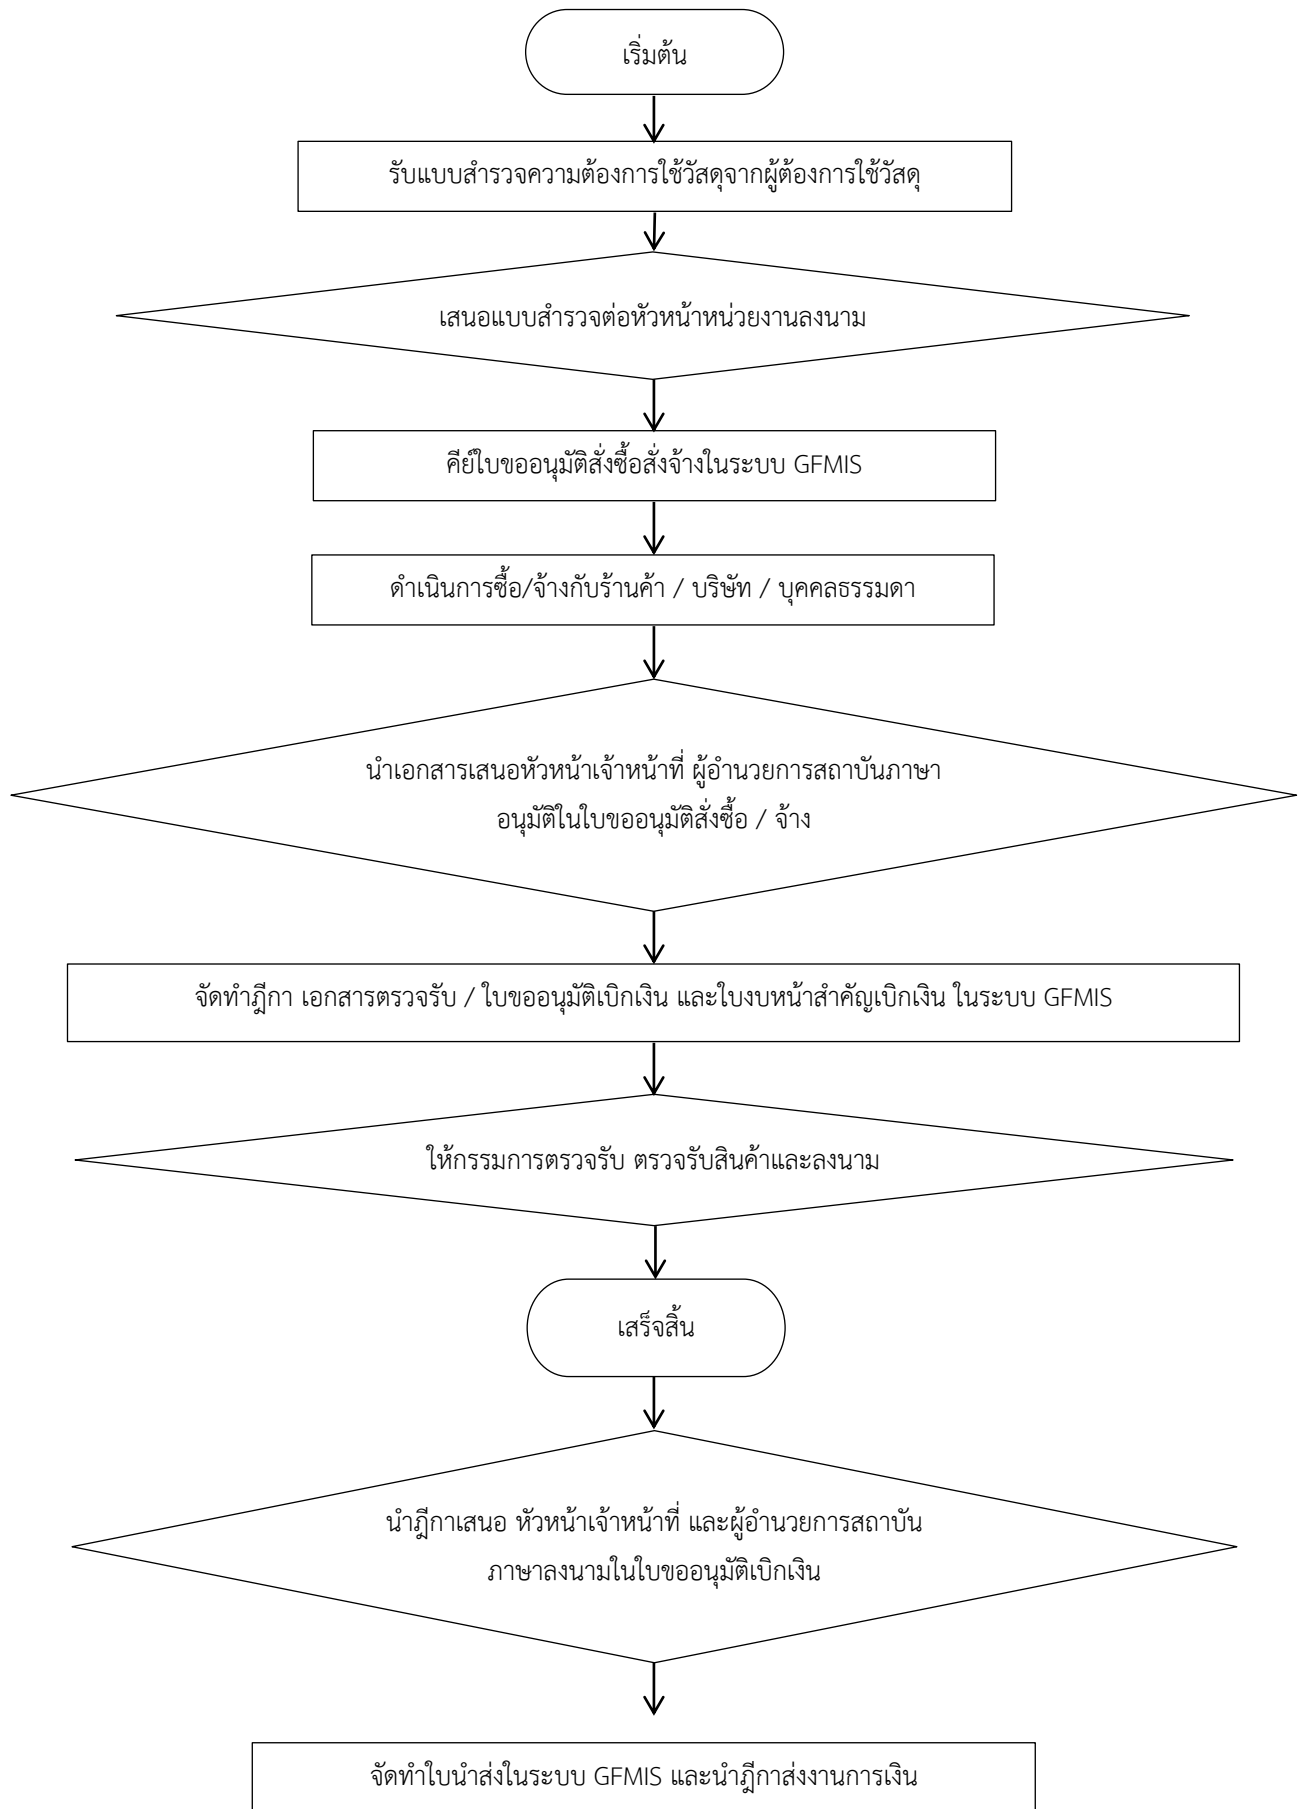 เริ่มต้น
รับแบบสำรวจความต้องการใช้วัสดุจากผู้ต้องการใช้วัสดุ
เสนอแบบสำรวจต่อหัวหน้าหน่วยงานลงนาม
คีย์ใบขออนุมัติสั่งซื้อสั่งจ้างในระบบ GFMIS
ดำเนินการซื้อ/จ้างกับร้านค้า / บริษัท / บุคคลธรรมดา
นำเอกสารเสนอหัวหน้าเจ้าหน้าที่ ผู้อำนวยการสถาบันภาษา
อนุมัติในใบขออนุมัติสั่งซื้อ / จ้าง
จัดทำฎีกา เอกสารตรวจรับ / ใบขออนุมัติเบิกเงิน และใบงบหน้าสำคัญเบิกเงิน ในระบบ GFMIS
ให้กรรมการตรวจรับ ตรวจรับสินค้าและลงนาม
เสร็จสิ้น
นำฎีกาเสนอ หัวหน้าเจ้าหน้าที่ และผู้อำนวยการสถาบัน
ภาษาลงนามในใบขออนุมัติเบิกเงิน
จัดทำใบนำส่งในระบบ GFMIS และนำฎีกาส่งงานการเงิน